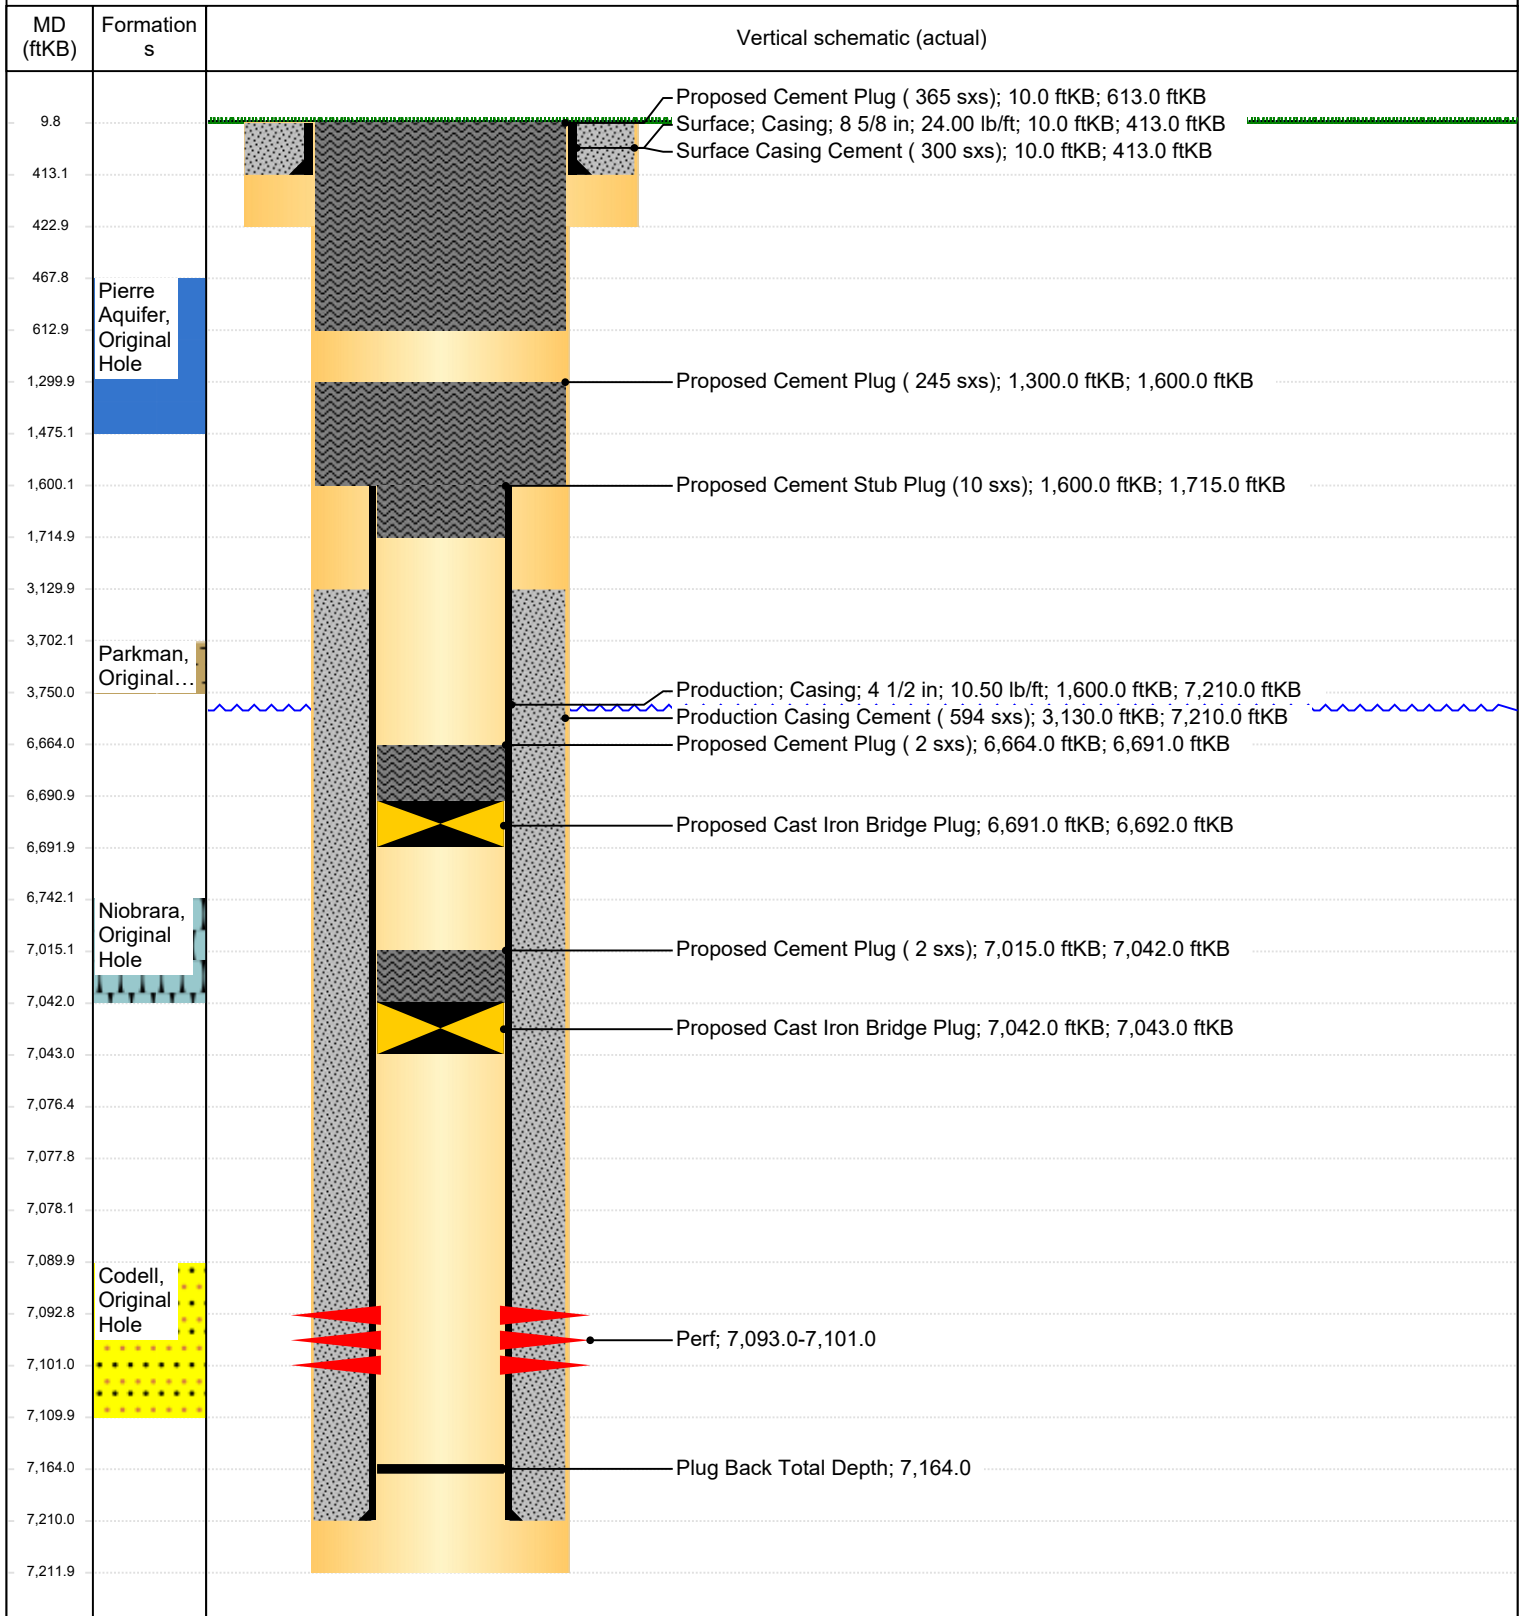 MD
(ftKB)
Formation
s
Vertical schematic (actual)
9.8
413.1
422.9
467.8
612.9
1,299.9
1,475.1
1,600.1
1,714.9
3,129.9
3,702.1
3,750.0
6,664.0
6,690.9
6,691.9
6,742.1
7,015.1
7,042.0
7,043.0
7,076.4
7,077.8
7,078.1
7,089.9
7,092.8
7,101.0
7,109.9
7,164.0
7,210.0
7,211.9
Pierre
Aquifer,
Original
Hole
Parkman,
Original…
Niobrara,
Original
Hole
Codell,
Original
Hole
Proposed Cement Plug ( 365 sxs); 10.0 ftKB; 613.0 ftKB
Surface; Casing; 8 5/8 in; 24.00 lb/ft; 10.0 ftKB; 413.0 ftKB
Surface Casing Cement ( 300 sxs); 10.0 ftKB; 413.0 ftKB
Proposed Cement Plug ( 245 sxs); 1,300.0 ftKB; 1,600.0 ftKB
Proposed Cement Stub Plug (10 sxs); 1,600.0 ftKB; 1,715.0 ftKB
Production; Casing; 4 1/2 in; 10.50 lb/ft; 1,600.0 ftKB; 7,210.0 ftKB
Production Casing Cement ( 594 sxs); 3,130.0 ftKB; 7,210.0 ftKB
Proposed Cement Plug ( 2 sxs); 6,664.0 ftKB; 6,691.0 ftKB
Proposed Cast Iron Bridge Plug; 6,691.0 ftKB; 6,692.0 ftKB
Proposed Cement Plug ( 2 sxs); 7,015.0 ftKB; 7,042.0 ftKB
Proposed Cast Iron Bridge Plug; 7,042.0 ftKB; 7,043.0 ftKB
Perf; 7,093.0-7,101.0
Plug Back Total Depth; 7,164.0